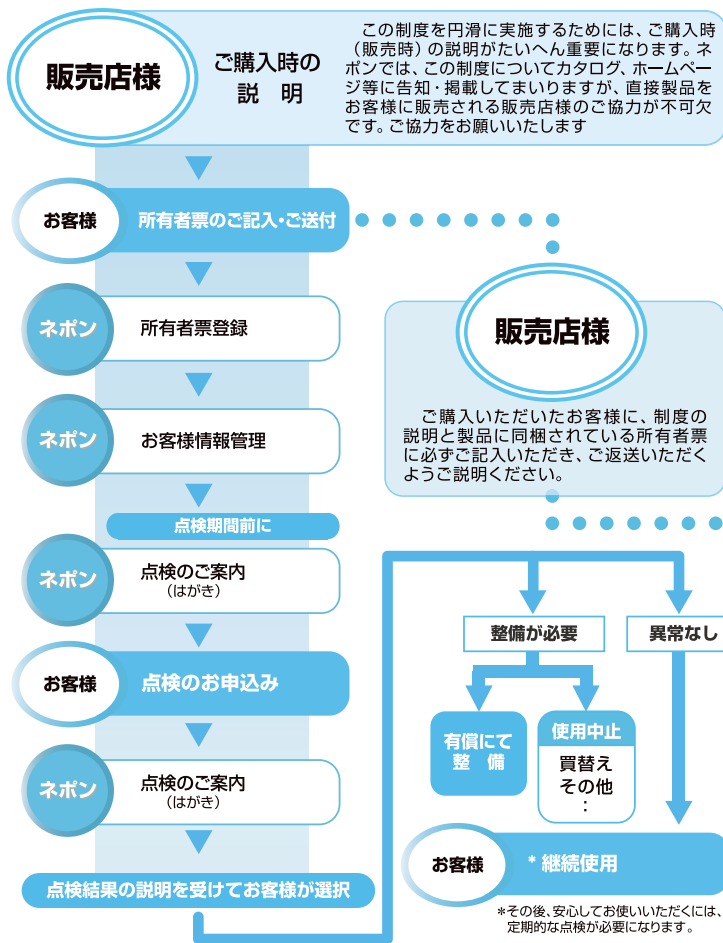 販売店様
ご購入時の
説　明
この制度を円滑に実施するためには、ご購入時
(販売時)の説明がたいへん重要になります。ネ
ポンでは、この制度についてカタログ、ホームペー
ジ等に告知・掲載してまいりますが、直接製品を
お客様に販売される販売店様のご協力が不可欠
です。ご協力をお願いいたします
お客様
所有者票のご記入・ご送付
ネポン
所有者票登録
販売店様
ご購入いただいたお客様に、制度の
説明と製品に同梱されている所有者票
に必ずご記入いただき、ご返送いただく
ようご説明ください。
ネポン
お客様情報管理
点検期間前に
ネポン
点検のご案内
(はがき)
お客様
点検のお申込み
ネポン
点検のご案内
(はがき)
点検結果の説明を受けてお客様が選択
整備が必要
異常なし
有償にて
整　備
使用中止
買替え
その他
:
お客様
*継続使用
*その後、安心してお使いいただくには、
定期的な点検が必要になります。